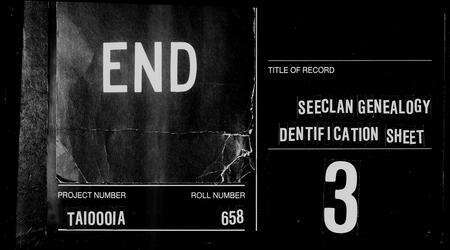 END
PROJECT NUMBER
ROLL NUMBER
TAI0001A
658
TITLE OF RECORD
SEECLAN GENEALOGY
DENTIFICATION SHEET
3